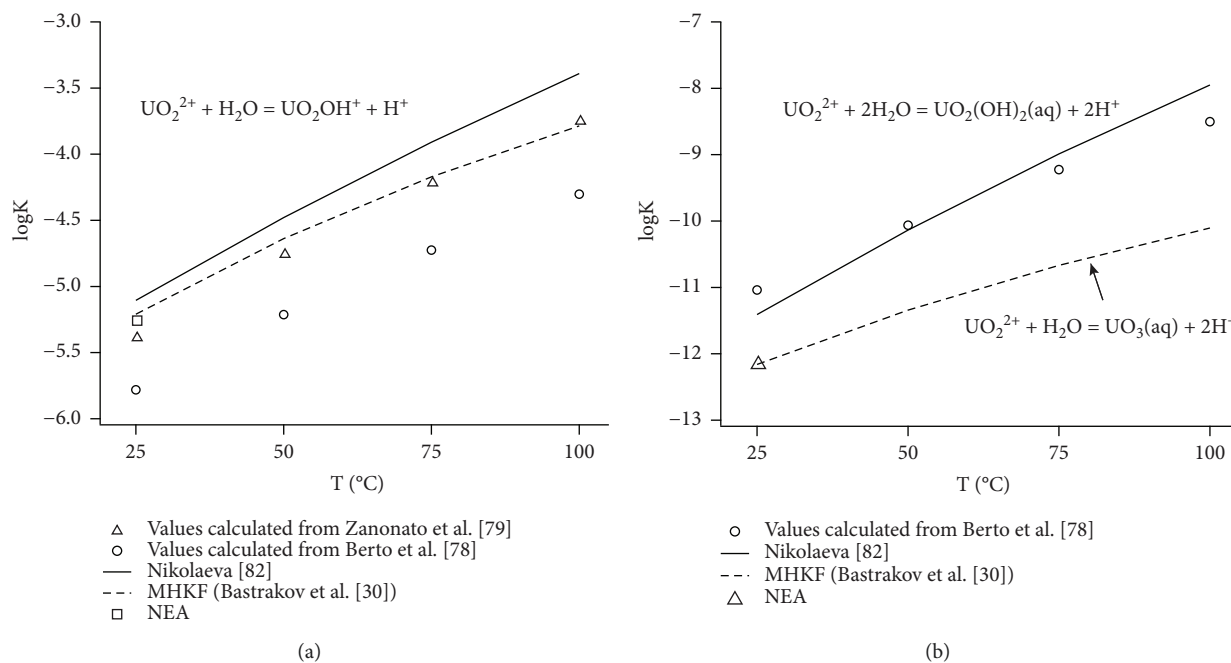 −3.0
−3.5
−4.0
−4.5
−5.0
−5.5
−6.0
logK
UO₂²⁺ + H₂O = UO₂OH⁺ + H⁺
25 50 75 100
T (°C)
Values calculated from Zanonato et al. [79]
Values calculated from Berto et al. [78]
Nikolaeva [82]
MHKF (Bastrakov et al. [30])
NEA
(a)
−7
−8
−9
−10
−11
−12
−13
logK
UO₂²⁺ + 2H₂O = UO₂(OH)₂(aq) + 2H⁺
UO₂²⁺ + H₂O = UO₃(aq) + 2H⁺
25 50 75 100
T (°C)
Values calculated from Berto et al. [78]
Nikolaeva [82]
MHKF (Bastrakov et al. [30])
NEA
(b)